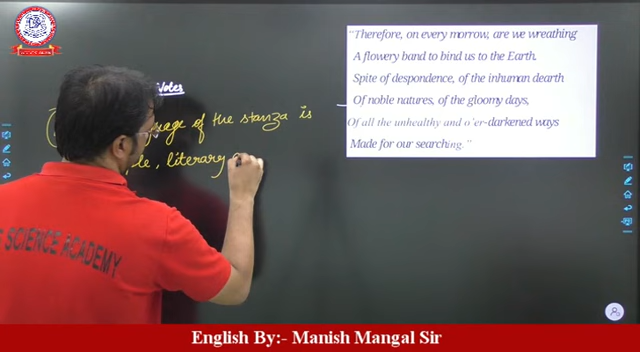 Notes
of the stanza is
, literary
"Therefore, on every morrow, are we wreathing
A flowery band to bind us to the Earth,
Spite of despondence, of the inhuman dearth
Of noble natures, of the gloomy days,
Of all the unhealthy and o'er-darkened ways
Made for our searching."
SCIENCE ACADEMY
English By:- Manish Mangal Sir